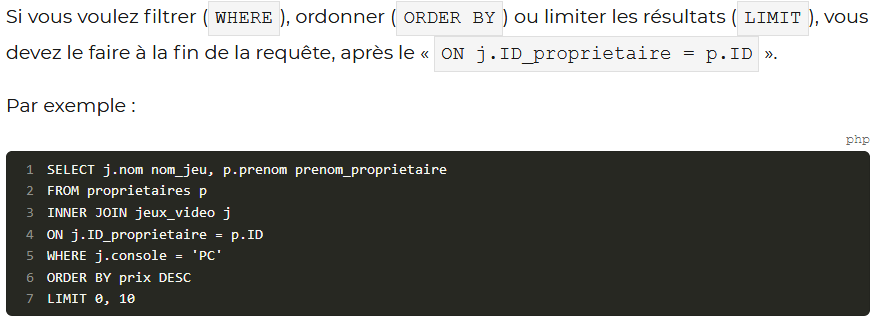 Si vous voulez filtrer ( WHERE ), ordonner ( ORDER BY ) ou limiter les résultats ( LIMIT ), vous
devez le faire à la fin de la requête, après le « ON j.ID_proprietaire = p.ID ».
Par exemple :
php
1 SELECT j.nom nom_jeu, p.prenom prenom_proprietaire
2 FROM proprietaires p
3 INNER JOIN jeux_video j
4 ON j.ID_proprietaire = p.ID
5 WHERE j.console = 'PC'
6 ORDER BY prix DESC
7 LIMIT 0, 10